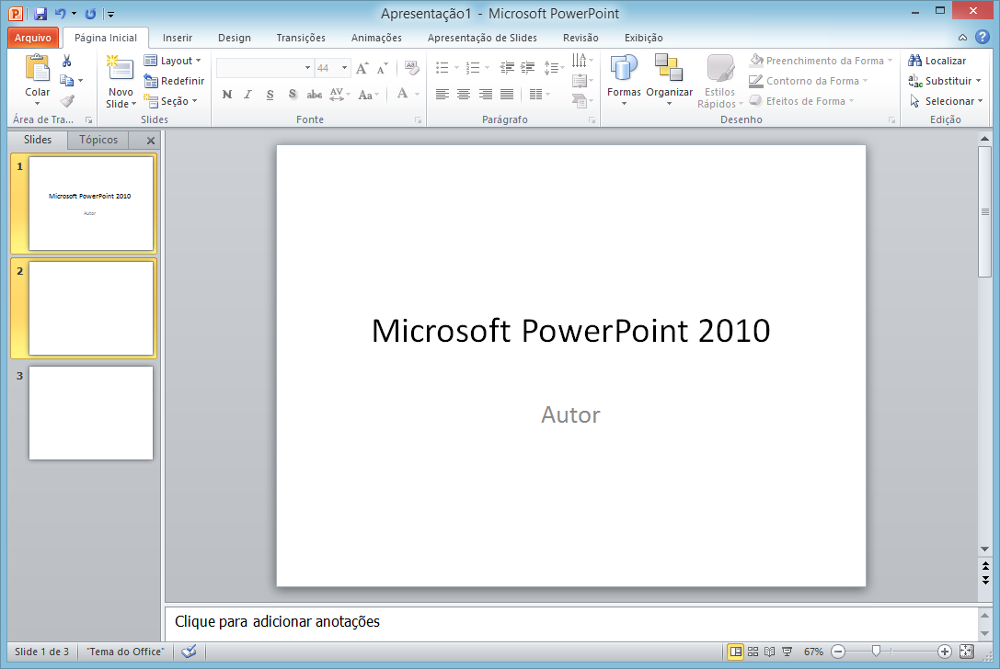 Apresentação1 - Microsoft PowerPoint
Arquivo Página Inicial Inserir Design Transições Animações Apresentação de Slides Revisão Exibição
Colar
Área de Tra...
Novo Slide
Layout
Redefinir
Seção
Slides
44
N I S S abc AV Aa A
Fonte
Parágrafo
Formas
Organizar
Estilos Rápidos
Preenchimento da Forma
Contorno da Forma
Efeitos de Forma
Desenho
Localizar
Substituir
Selecionar
Edição
Slides Tópicos
1
Microsoft PowerPoint 2010
Autor
2
3
Microsoft PowerPoint 2010
Autor
Clique para adicionar anotações
Slide 1 de 3 "Tema do Office" 67%